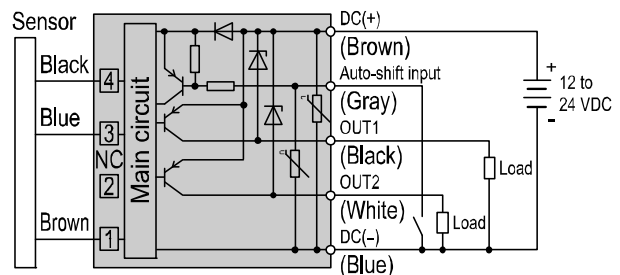 Sensor
Black
4
Blue
3
NC
2
Brown
1
Main circuit
DC(+)
(Brown)
Auto-shift input
(Gray)
OUT1
(Black)
OUT2
(White)
DC(−)
(Blue)
Load
Load
+
12 to
24 VDC
-